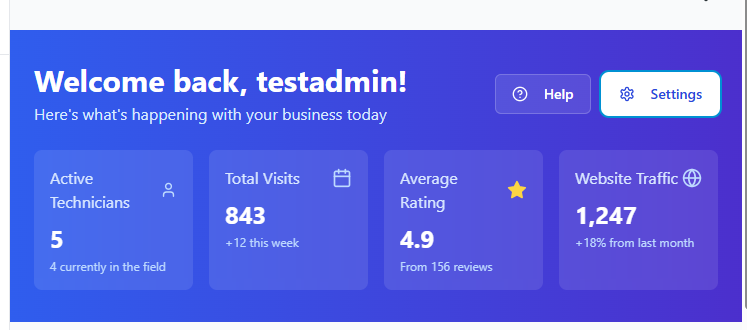 Welcome back, testadmin!
Here's what's happening with your business today
Help
Settings
Active
Technicians
5
4 currently in the field
Total Visits
843
+12 this week
Average
Rating
4.9
From 156 reviews
Website Traffic
1,247
+18% from last month